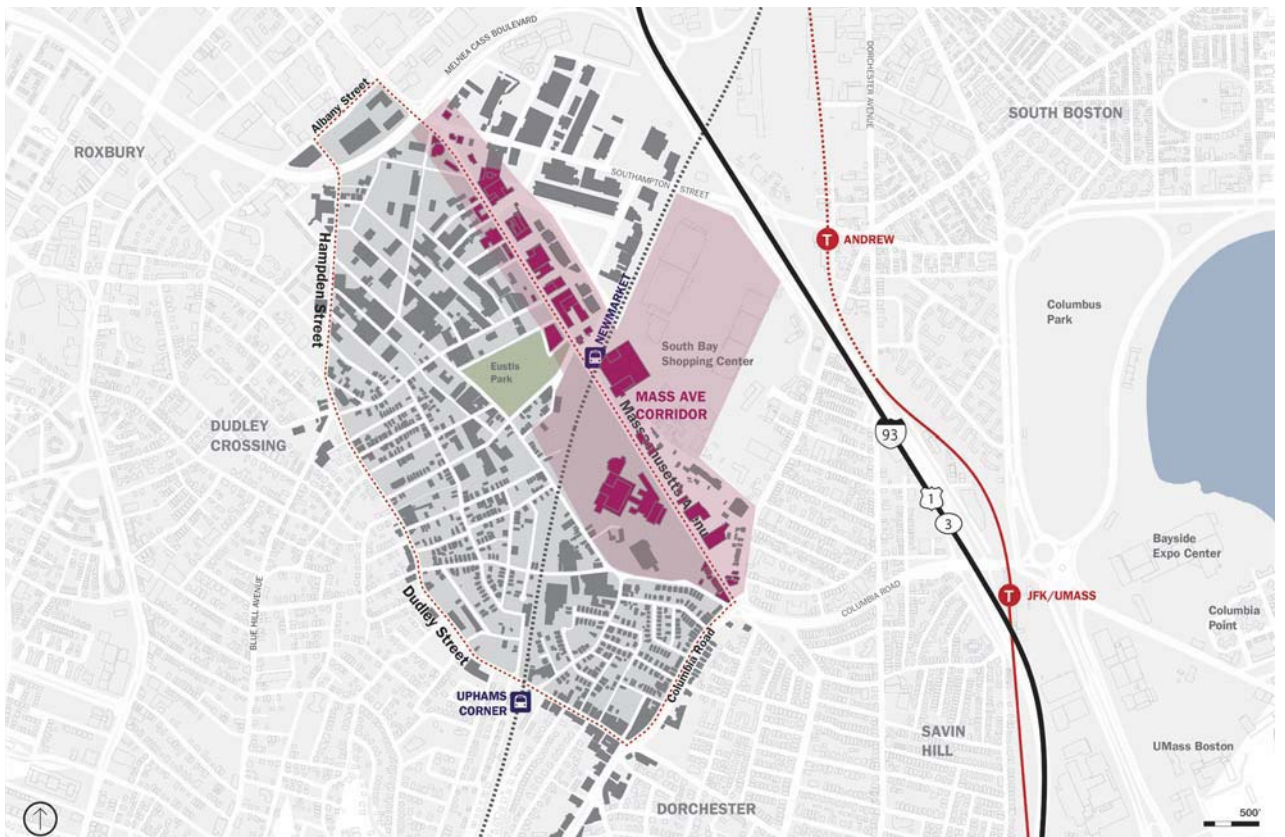 MELNEA CASS BOULEVARD
DORCHESTER AVENUE
Albany Street
SOUTH BOSTON
ROXBURY
SOUTHAMPTON STREET
T
ANDREW
Hampden Street
NEWMARKET
Columbus
Park
South Bay
Shopping Center
Eustis
Park
MASS AVE
CORRIDOR
Massachusetts Avenue
DUDLEY
CROSSING
93
1
3
Bayside
Expo Center
COLUMBIA ROAD
T
JFK/UMASS
Columbia
Point
BLUE HILL AVENUE
Dudley Street
Columbia Road
UPHAMS
CORNER
SAVIN
HILL
UMass Boston
DORCHESTER
500'